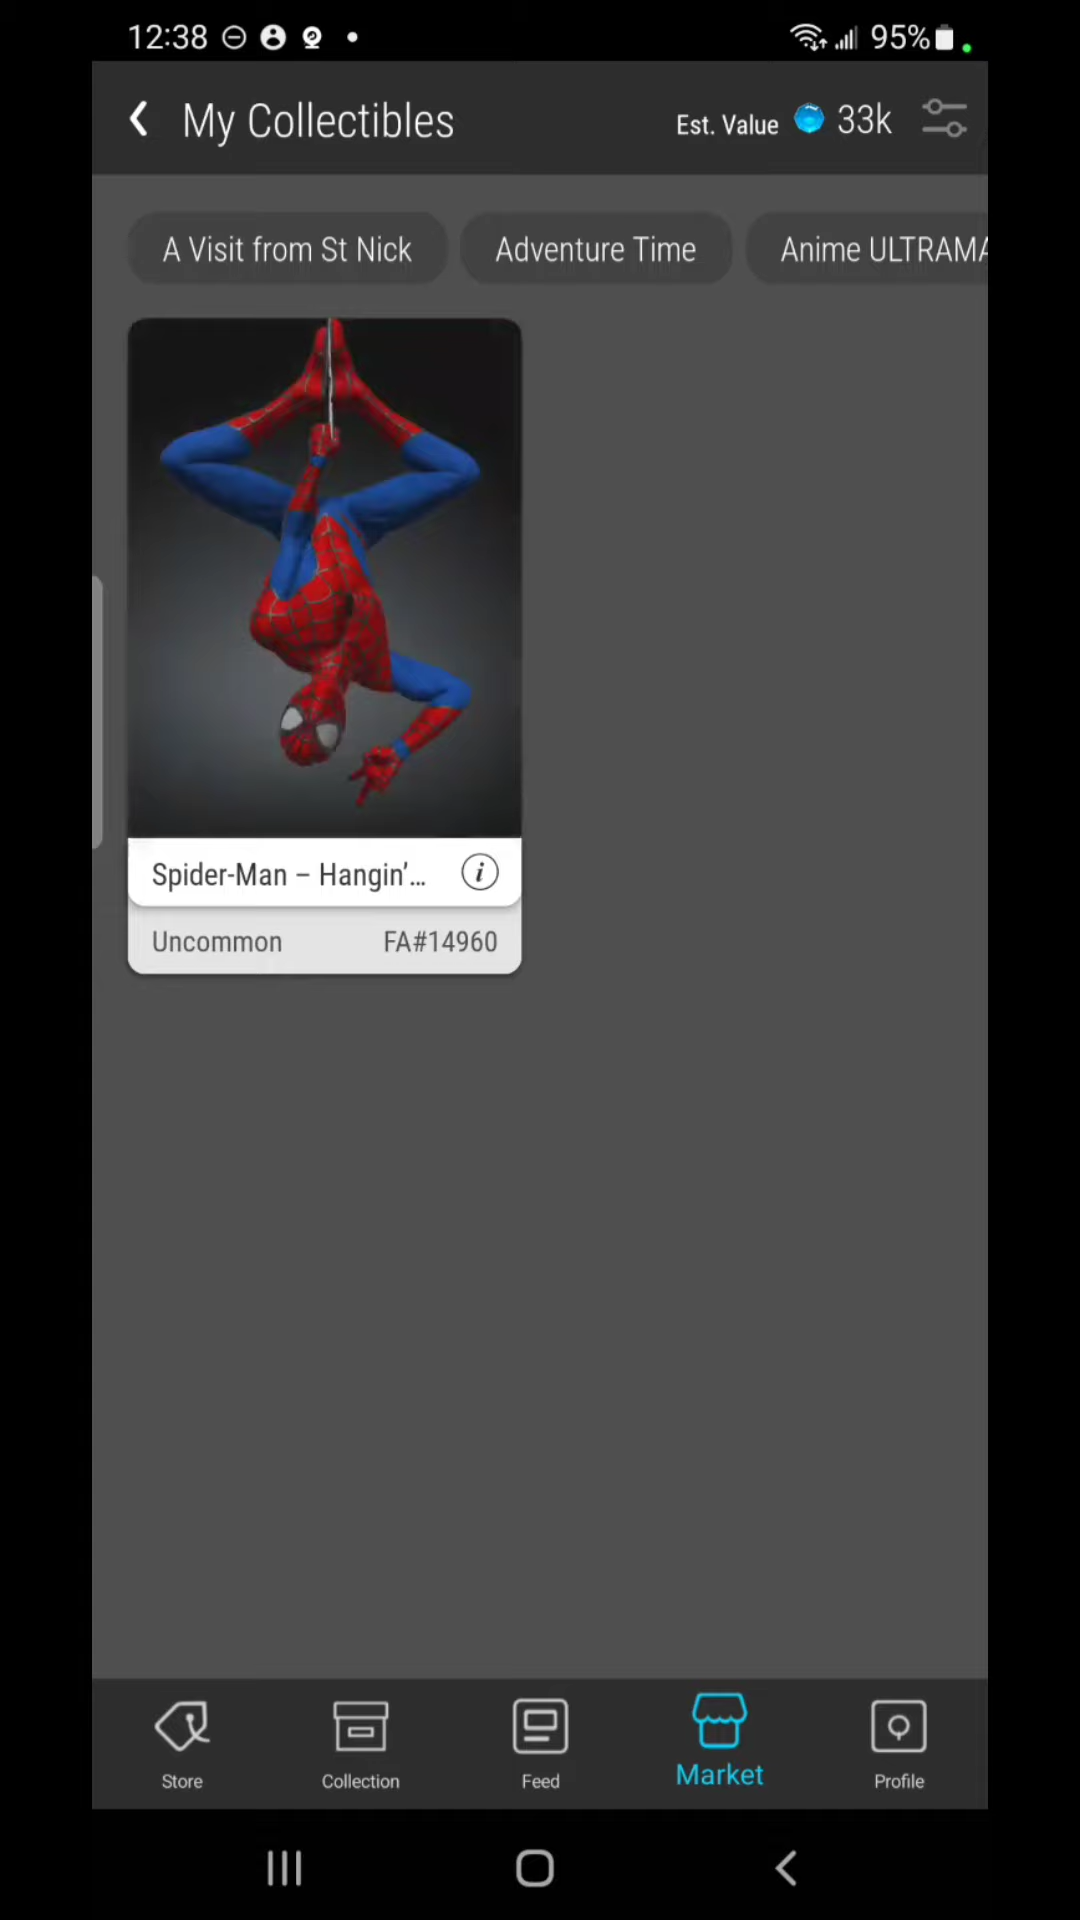 12:38 95%
My Collectibles Est. Value 33k
A Visit from St Nick Adventure Time Anime ULTRAMA
Spider-Man – Hangin’... i
Uncommon FA#14960
Store Collection Feed Market Profile